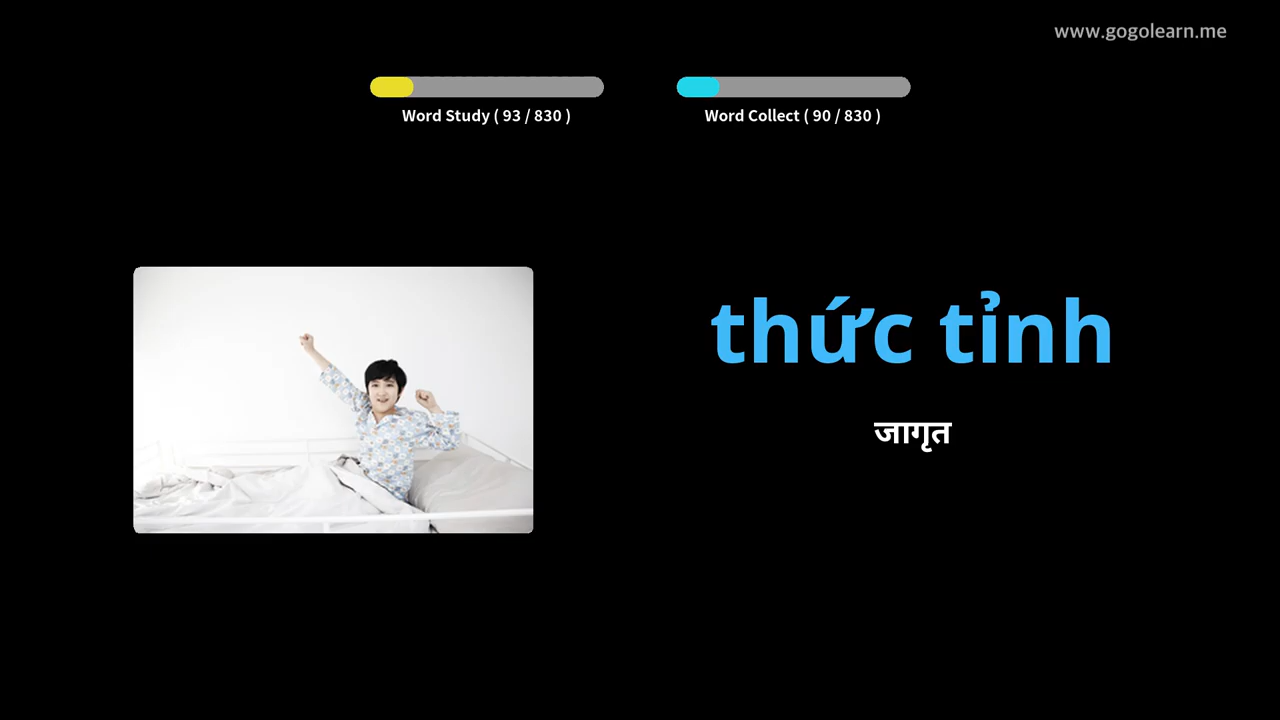 www.gogolearn.me
Word Study ( 93 / 830 )
Word Collect ( 90 / 830 )
thức tỉnh
जागृत